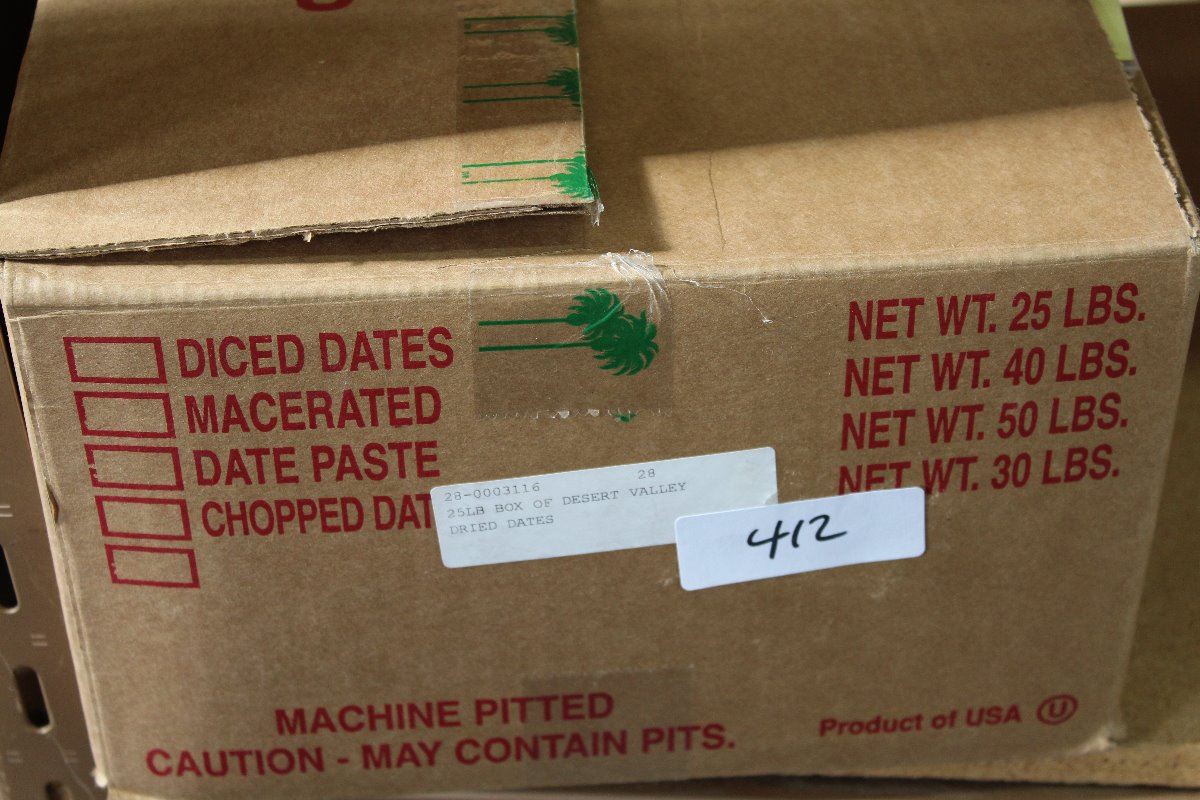 DICED DATES
MACERATED
DATE PASTE
CHOPPED DAT
NET WT. 25 LBS.
NET WT. 40 LBS.
NET WT. 50 LBS.
NET WT. 30 LBS.
28-0003116 28
25LB BOX OF DESERT VALLEY
DRIED DATES
412
MACHINE PITTED
CAUTION - MAY CONTAIN PITS.
Product of USA U